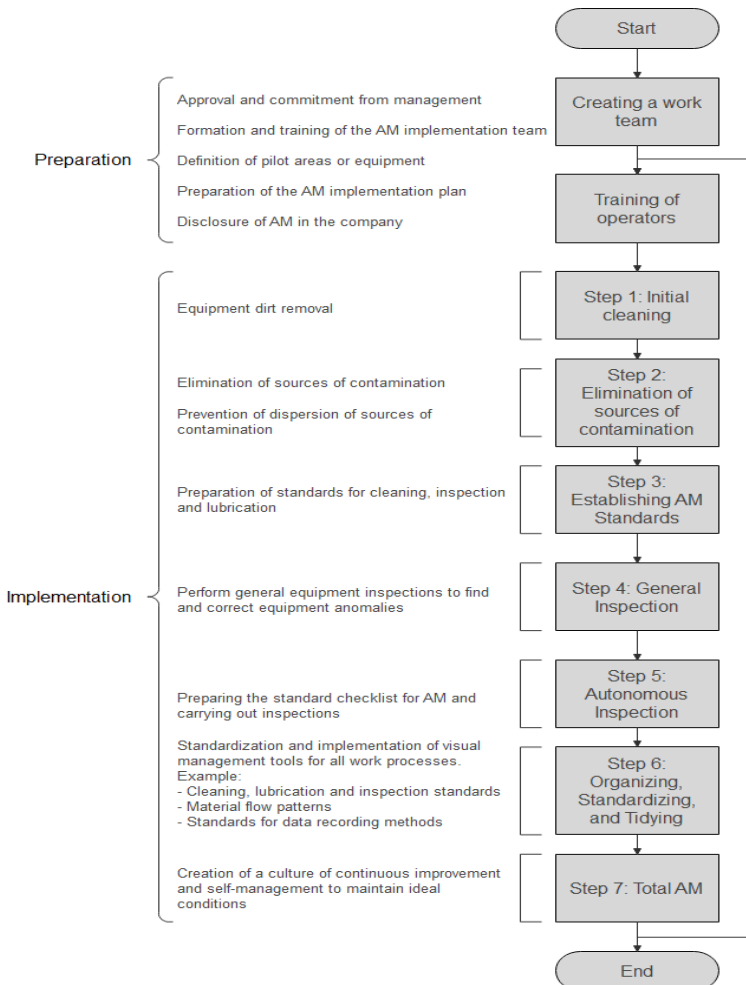 Start
Preparation
Approval and commitment from management
Formation and training of the AM implementation team
Definition of pilot areas or equipment
Preparation of the AM implementation plan
Disclosure of AM in the company
Creating a work
team
Training of
operators
Implementation
Equipment dirt removal
Step 1: Initial
cleaning
Elimination of sources of contamination
Prevention of dispersion of sources of
contamination
Step 2:
Elimination of
sources of
contamination
Preparation of standards for cleaning, inspection
and lubrication
Step 3:
Establishing AM
Standards
Perform general equipment inspections to find
and correct equipment anomalies
Step 4: General
Inspection
Preparing the standard checklist for AM and
carrying out inspections
Step 5:
Autonomous
Inspection
Standardization and implementation of visual
management tools for all work processes.
Example:
- Cleaning, lubrication and inspection standards
- Material flow patterns
- Standards for data recording methods
Step 6:
Organizing,
Standardizing,
and Tidying
Creation of a culture of continuous improvement
and self-management to maintain ideal
conditions
Step 7: Total AM
End